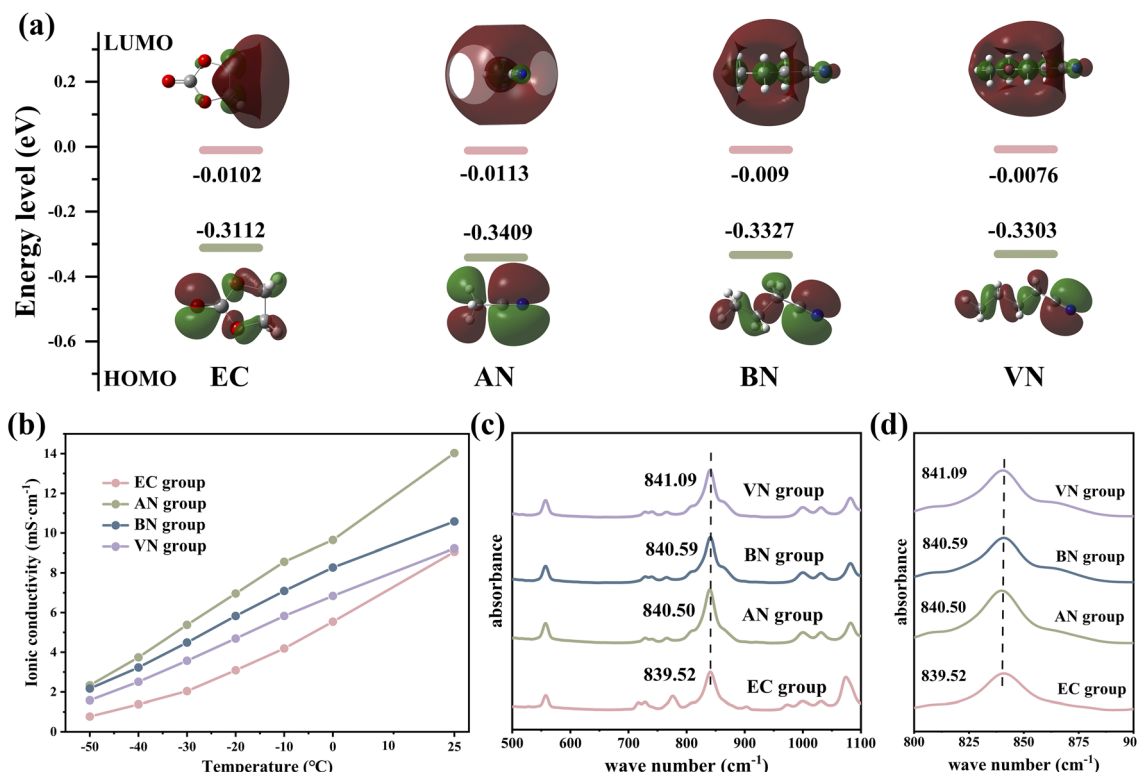 (a)
LUMO
Energy level (eV)
0.2
0.0
-0.2
-0.4
-0.6
-0.0102
-0.0113
-0.009
-0.0076
-0.3112
-0.3409
-0.3327
-0.3303
HOMO
EC
AN
BN
VN
(b)
Ionic conductivity (mS·cm⁻¹)
14
12
10
8
6
4
2
0
EC group
AN group
BN group
VN group
-50
-40
-30
-20
-10
0
10
25
Temperature (°C)
(c)
absorbance
841.09
VN group
840.59
BN group
840.50
AN group
839.52
EC group
500
600
700
800
900
1000
1100
wave number (cm⁻¹)
(d)
absorbance
841.09
VN group
840.59
BN group
840.50
AN group
839.52
EC group
800
825
850
875
90
wave number (cm⁻¹)